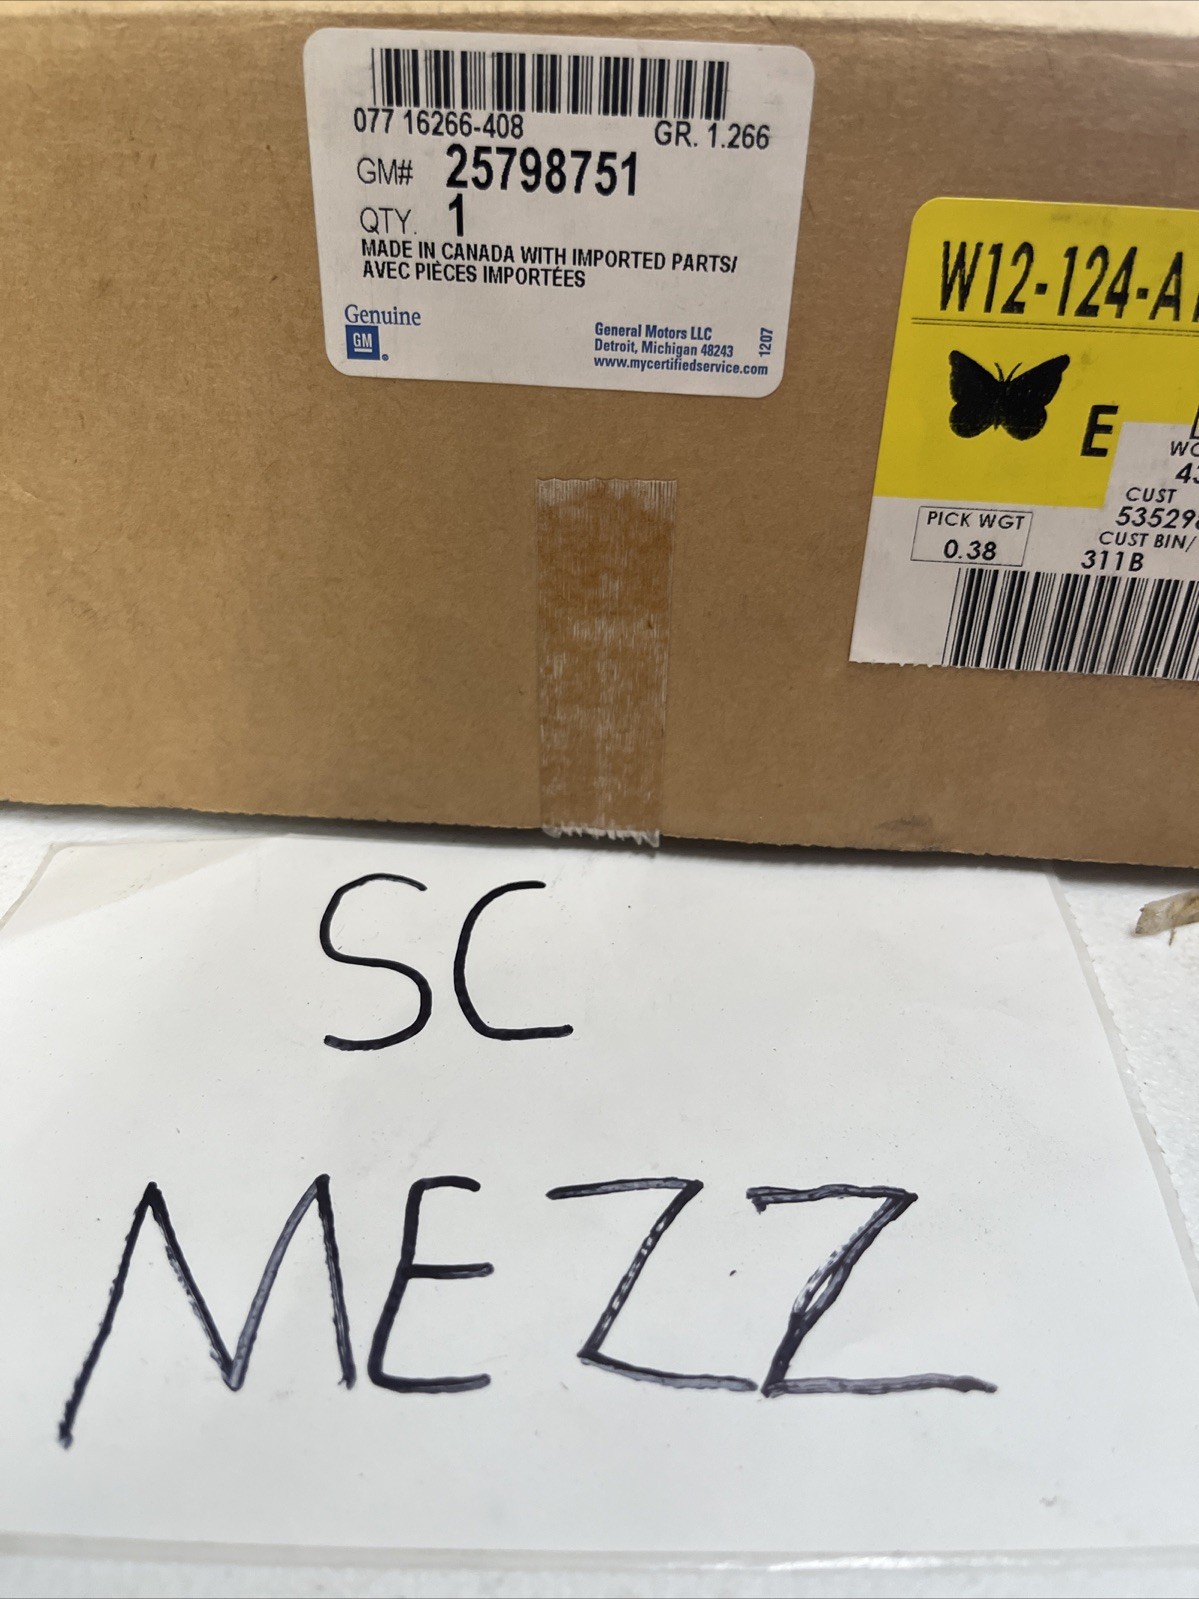 077 16266-408
GR. 1.266
GM# 25798751
QTY. 1
MADE IN CANADA WITH IMPORTED PARTS/
AVEC PIÈCES IMPORTÉES
Genuine
GM
General Motors LLC
Detroit, Michigan 48243
www.mycertifiedservice.com
1207
W12-124-A
E
PICK WGT
0.38
CUST
CUST BIN/
311B
SC
MEZZ